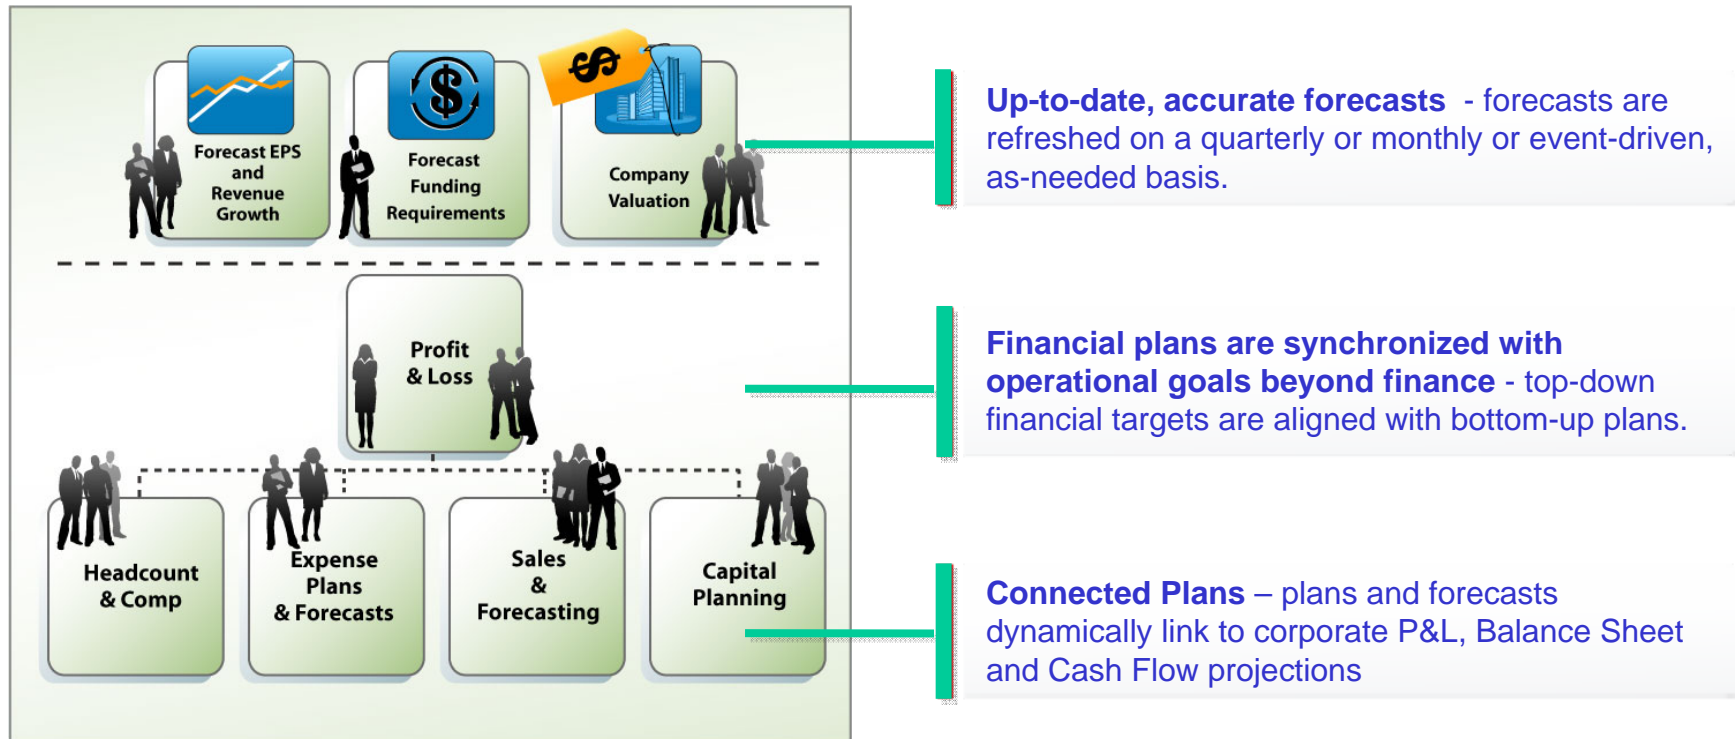 Forecast EPS
and
Revenue
Growth
Forecast
Funding
Requirements
$
$
Company
Valuation
Up-to-date, accurate forecasts - forecasts are
refreshed on a quarterly or monthly or event-driven,
as-needed basis.
Profit
& Loss
Financial plans are synchronized with
operational goals beyond finance - top-down
financial targets are aligned with bottom-up plans.
Headcount
& Comp
Expense
Plans
& Forecasts
Sales
&
Forecasting
Capital
Planning
Connected Plans – plans and forecasts
dynamically link to corporate P&L, Balance Sheet
and Cash Flow projections